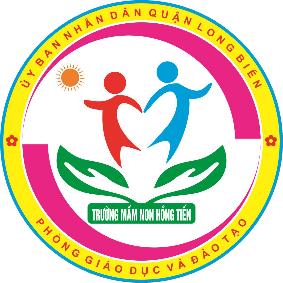 ỦY BAN NHÂN DÂN QUẬN LONG BIÊN
TRƯỜNG MẦM NON HỒNG TIẾN
PHÒNG GIÁO DỤC VÀ ĐÀO TẠO